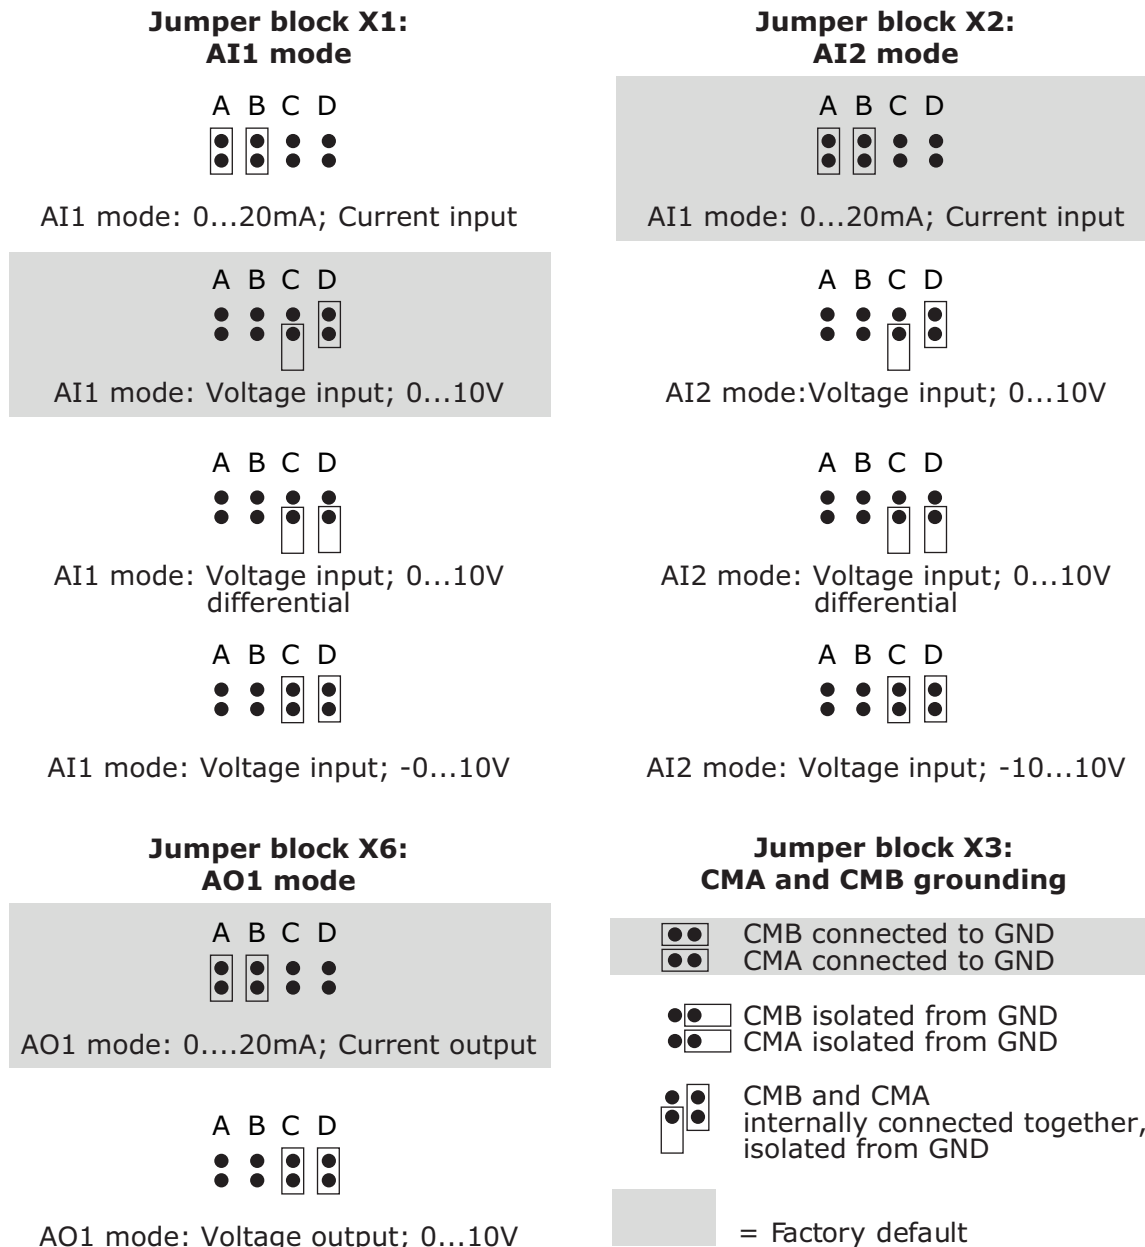 Jumper block X1:
AI1 mode
A B C D
AI1 mode: 0...20mA; Current input
A B C D
AI1 mode: Voltage input; 0...10V
A B C D
AI1 mode: Voltage input; 0...10V
differential
A B C D
AI1 mode: Voltage input; -0...10V
Jumper block X2:
AI2 mode
A B C D
AI1 mode: 0...20mA; Current input
A B C D
AI2 mode:Voltage input; 0...10V
A B C D
AI2 mode: Voltage input; 0...10V
differential
A B C D
AI2 mode: Voltage input; -10...10V
Jumper block X6:
AO1 mode
A B C D
AO1 mode: 0....20mA; Current output
A B C D
AO1 mode: Voltage output; 0...10V
Jumper block X3:
CMA and CMB grounding
CMB connected to GND
CMA connected to GND
CMB isolated from GND
CMA isolated from GND
CMB and CMA
internally connected together,
isolated from GND
= Factory default